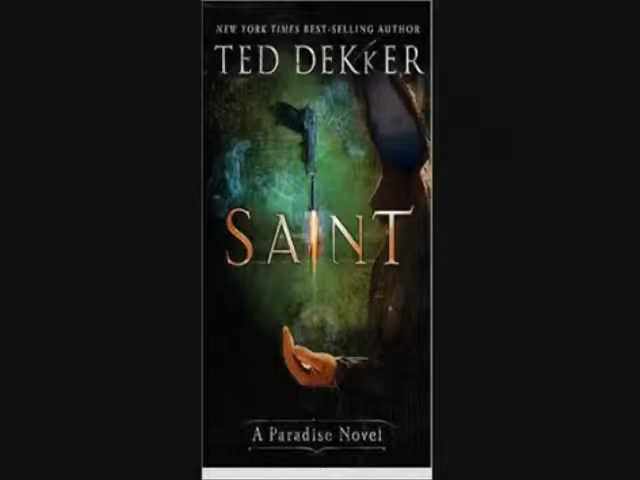 NEW YORK TIMES BEST-SELLING AUTHOR
TED DEKKER
SAINT
A Paradise Novel